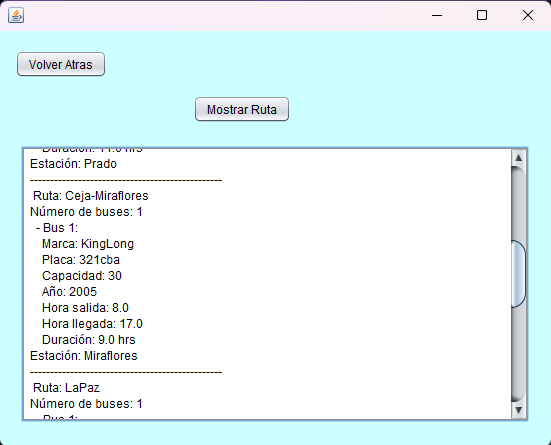 Volver Atras
Mostrar Ruta
Duración: 11.0 hrs
Estación: Prado
------------------------------------------------
Ruta: Ceja-Miraflores
Número de buses: 1
- Bus 1:
Marca: KingLong
Placa: 321cba
Capacidad: 30
Año: 2005
Hora salida: 8.0
Hora llegada: 17.0
Duración: 9.0 hrs
Estación: Miraflores
------------------------------------------------
Ruta: LaPaz
Número de buses: 1
- Bus 1: